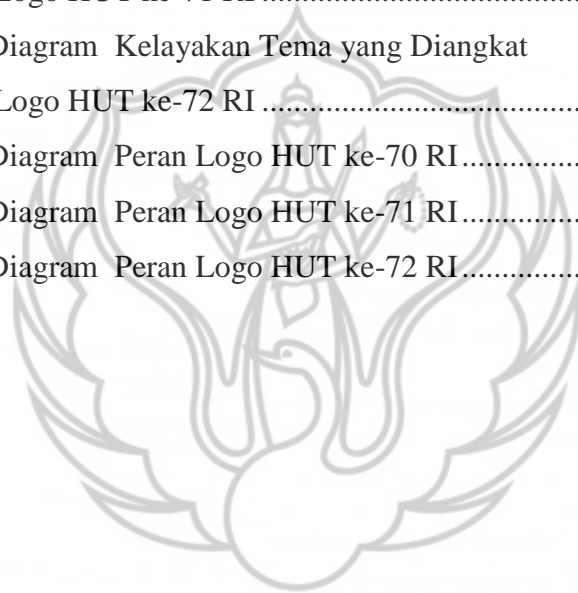 Logo HUT ke-71 RI ........................................
Diagram Kelayakan Tema yang Diangkat
Logo HUT ke-72 RI ........................................
Diagram Peran Logo HUT ke-70 RI ...............
Diagram Peran Logo HUT ke-71 RI ...............
Diagram Peran Logo HUT ke-72 RI ...............